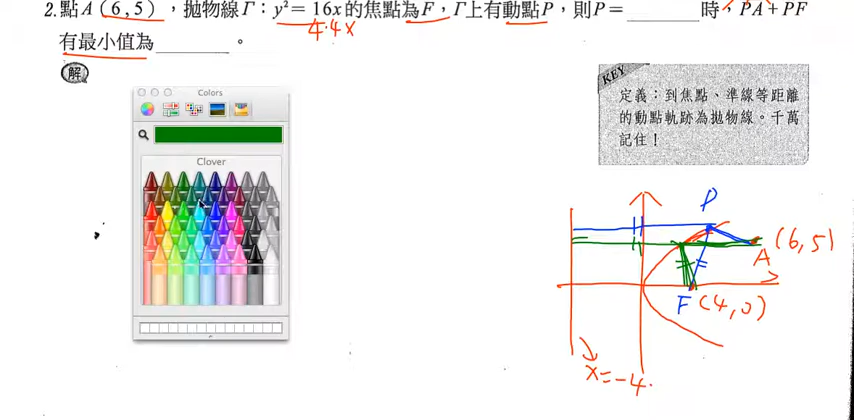 2.點A(6,5),拋物線Γ:y²=16x的焦點為F,Γ上有動點P,則P=______時,PA+PF
4·4x
有最小值為______。
解
KEY
定義:到焦點、準線等距離
的動點軌跡為拋物線。千萬
記住!
Colors
Clover
P
(6,5)
A
F(4,0)
x=-4